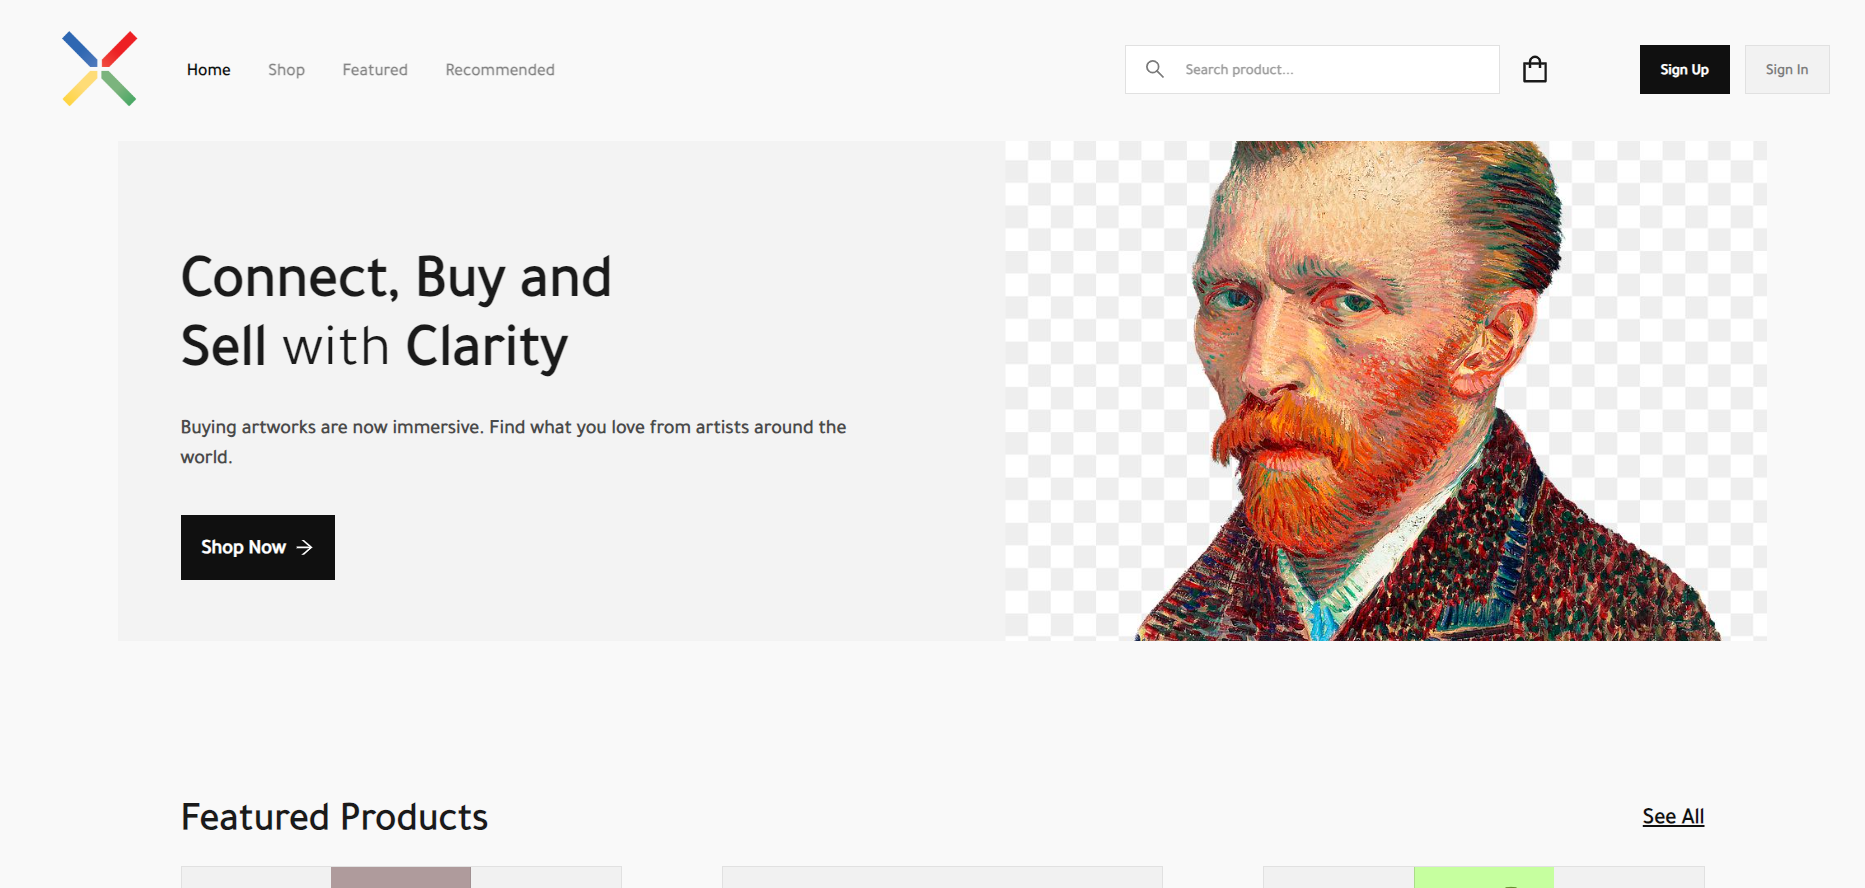 Home
Shop
Featured
Recommended
Search product...
Sign Up
Sign In
Connect, Buy and
Sell with Clarity
Buying artworks are now immersive. Find what you love from artists around the
world.
Shop Now
Featured Products
See All